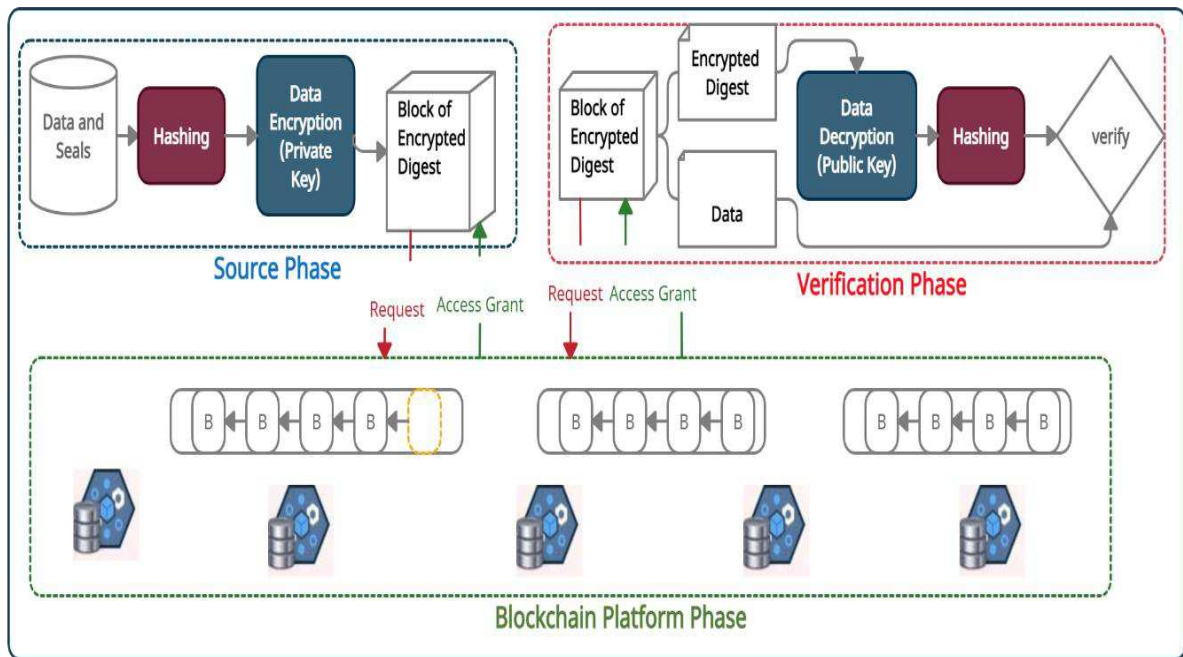 Data and
Seals
Hashing
Data
Encryption
(Private
Key)
Block of
Encrypted
Digest
Source Phase
Block of
Encrypted
Digest
Encrypted
Digest
Data
Data
Decryption
(Public Key)
Hashing
verify
Verification Phase
Request
Access Grant
Request
Access Grant
B B B B
B B B B
B B B B
Blockchain Platform Phase